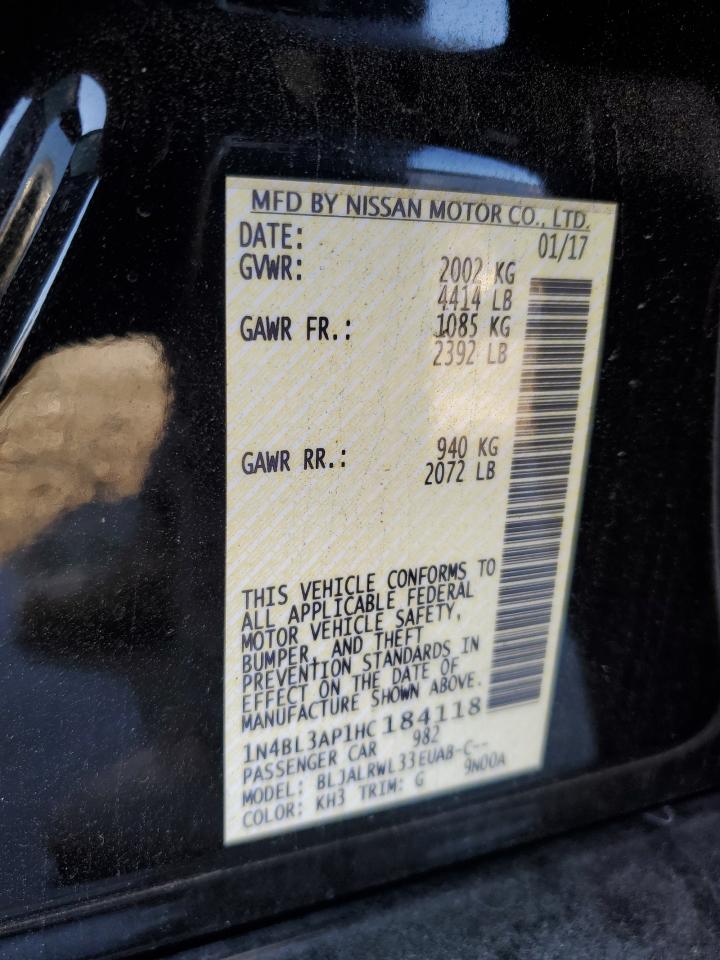 MFD BY NISSAN MOTOR CO., LTD.
DATE: 01/17
GVWR: 2002 KG
4414 LB
GAWR FR.: 1085 KG
2392 LB
GAWR RR.: 940 KG
2072 LB
THIS VEHICLE CONFORMS TO
ALL APPLICABLE FEDERAL
MOTOR VEHICLE SAFETY,
BUMPER, AND THEFT
PREVENTION STANDARDS IN
EFFECT ON THE DATE OF
MANUFACTURE SHOWN ABOVE.
1N4BL3AP1HC184118
PASSENGER CAR 982
MODEL: BLJALRWL33EUAB-C--
COLOR: KH3 TRIM: G 9N00A